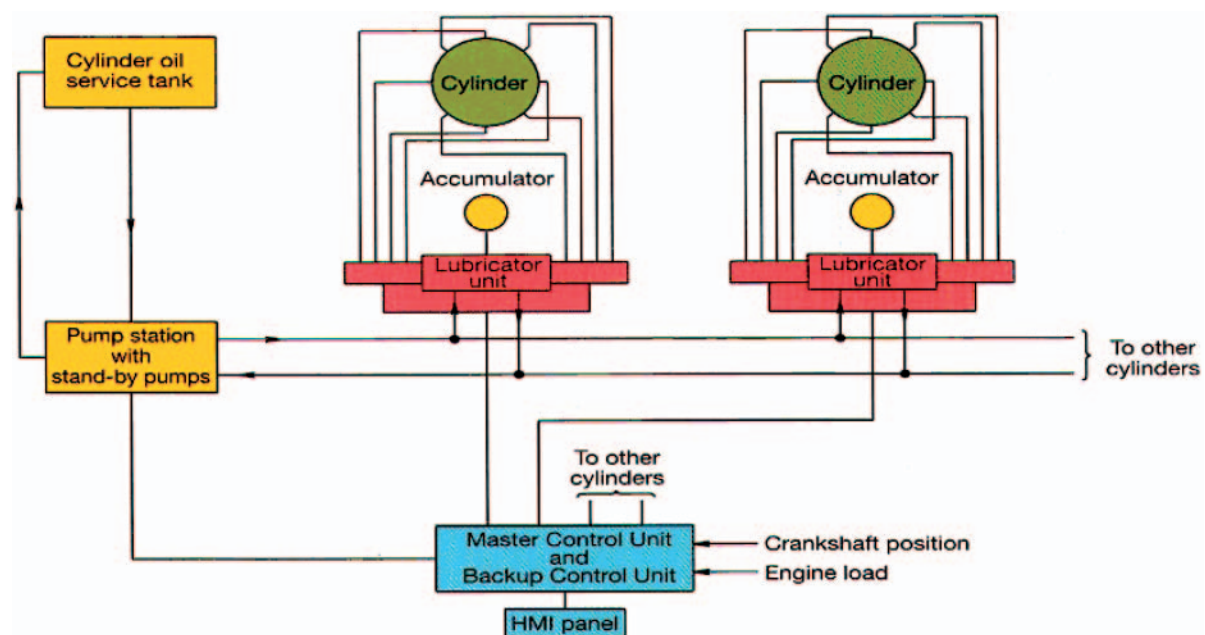 Cylinder oil
service tank
Cylinder
Cylinder
Accumulator
Accumulator
Lubricator
unit
Lubricator
unit
Pump station
with
stand-by pumps
To other
cylinders
To other
cylinders
Master Control Unit
and
Backup Control Unit
Crankshaft position
Engine load
HMI panel